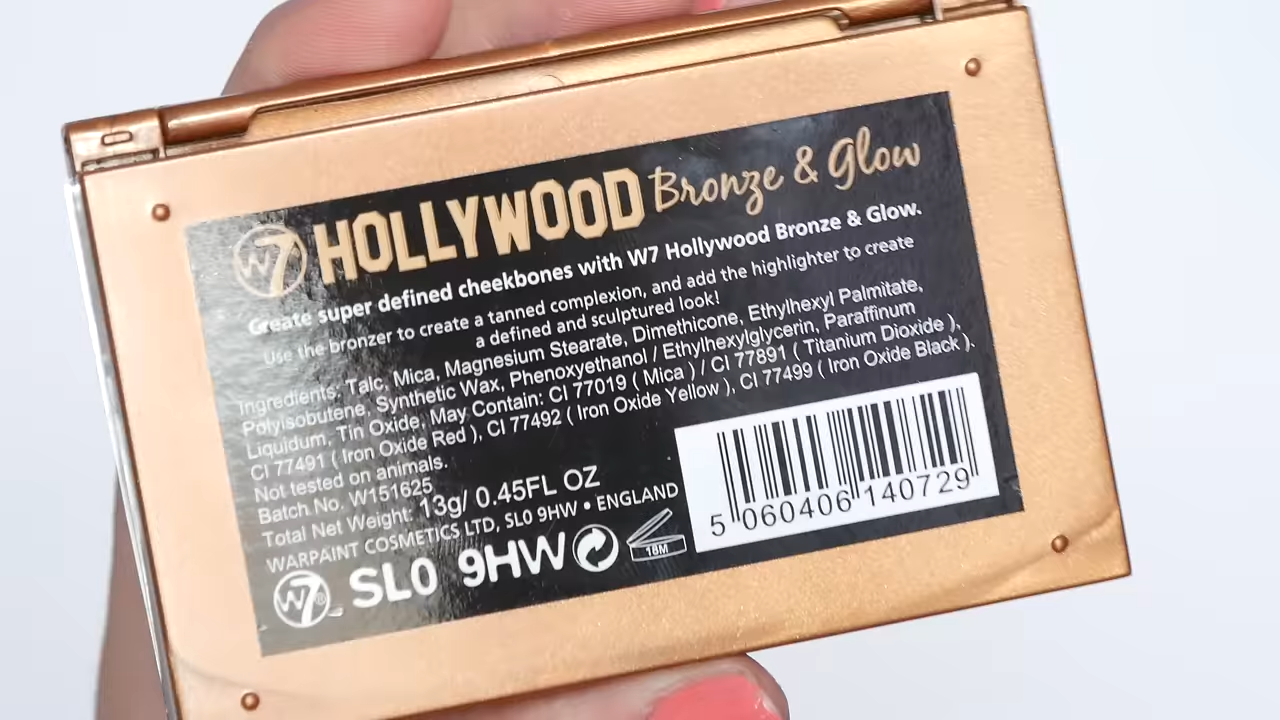 W7 HOLLYWOOD Bronze & Glow
Create super defined cheekbones with W7 Hollywood Bronze & Glow.
Use the bronzer to create a tanned complexion, and add the highlighter to create
a defined and sculptured look!
Ingredients: Talc, Mica, Magnesium Stearate, Dimethicone, Ethylhexyl Palmitate,
Polyisobutene, Synthetic Wax, Phenoxyethanol / Ethylhexylglycerin, Paraffinum
Liquidum, Tin Oxide, May Contain: CI 77019 ( Mica ) / CI 77891 ( Titanium Dioxide ),
CI 77491 ( Iron Oxide Red ), CI 77492 ( Iron Oxide Yellow ), CI 77499 ( Iron Oxide Black ).
Not tested on animals.
Batch No. W151625
Total Net Weight: 13g/ 0.45FL OZ
WARPAINT COSMETICS LTD, SL0 9HW • ENGLAND
W7® SL0 9HW 18M
5 060406 140729